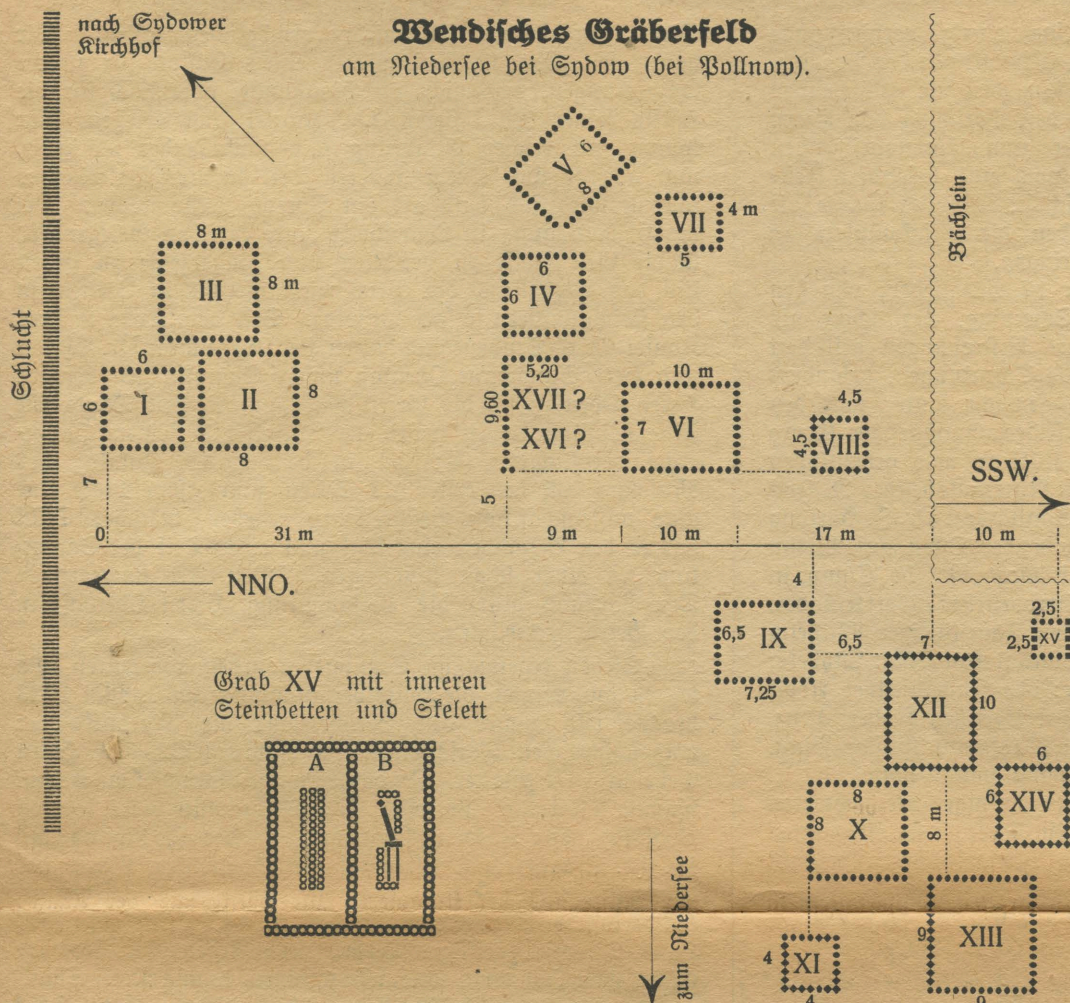 nach Sydower
Kirchhof
Wendisches Gräberfeld
am Niedersee bei Sydow (bei Pollnow).
Schlucht
Bächlein
V 6
8
VII
4 m
5
8 m
III
8 m
6
6 IV
6
6 I
II
8
8
7
5,20
9,60
XVII ?
XVI ?
5
10 m
7 VI
4,5
4,5
VIII
SSW.
0
31 m
9 m
10 m
17 m
10 m
NNO.
4
6,5 IX
7,25
6,5
7
XII
10
2,5
2,5
XV
Grab XV mit inneren
Steinbetten und Skelett
A
B
8
8
X
8 m
6
6
XIV
zum Niedersee
4 XI
4
9
XIII
9